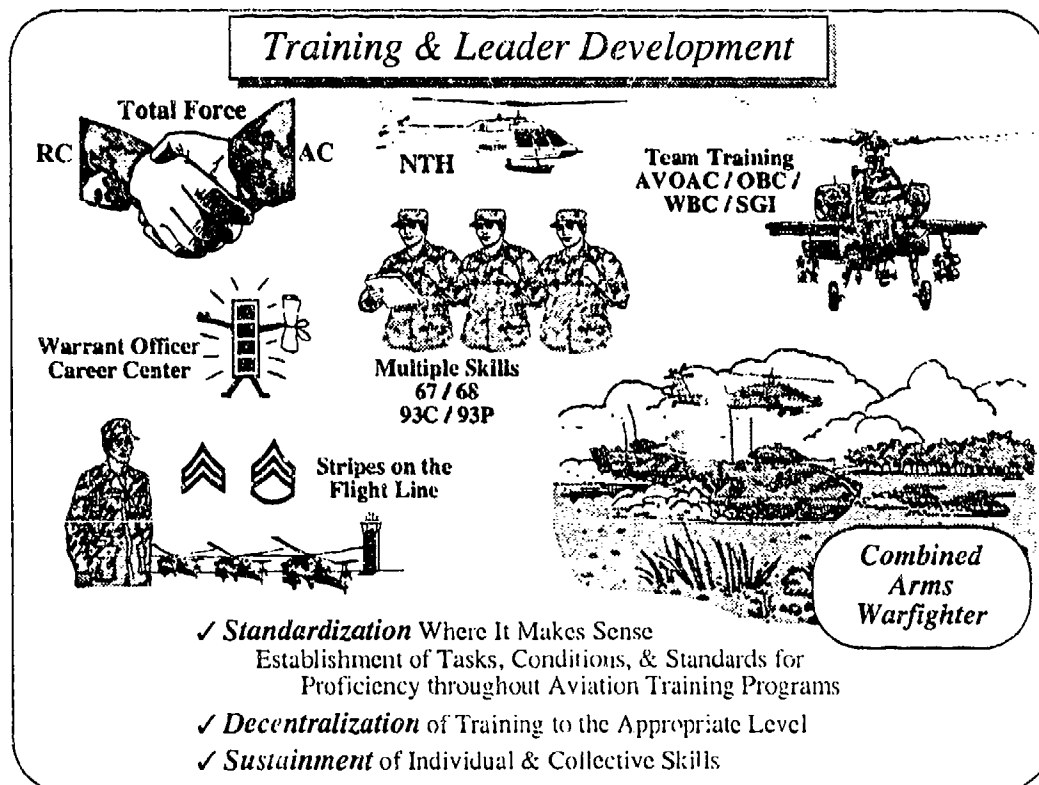 Training & Leader Development
Total Force
RC
AC
NTH
Team Training
AVOAC / OBC /
WBC / SGI
Warrant Officer
Career Center
Multiple Skills
67 / 68
93C / 93P
Stripes on the
Flight Line
Combined
Arms
Warfighter
✓ Standardization Where It Makes Sense
Establishment of Tasks, Conditions, & Standards for
Proficiency throughout Aviation Training Programs
✓ Decentralization of Training to the Appropriate Level
✓ Sustainment of Individual & Collective Skills